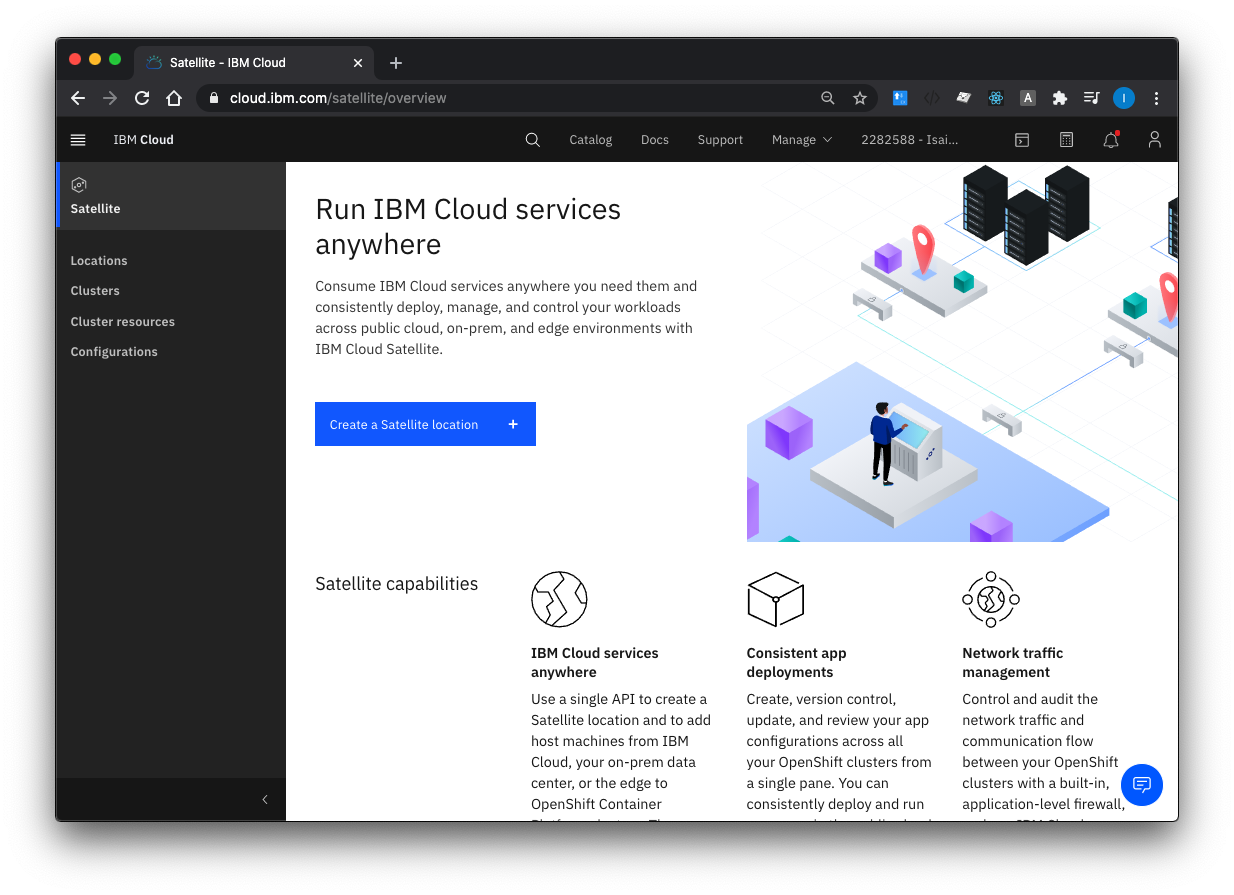 Satellite - IBM Cloud
cloud.ibm.com/satellite/overview
A
I
IBM Cloud
Catalog
Docs
Support
Manage
2282588 - Isai...
Satellite
Locations
Clusters
Cluster resources
Configurations
Run IBM Cloud services
anywhere
Consume IBM Cloud services anywhere you need them and
consistently deploy, manage, and control your workloads
across public cloud, on-prem, and edge environments with
IBM Cloud Satellite.
Create a Satellite location +
Satellite capabilities
IBM Cloud services
anywhere
Use a single API to create a
Satellite location and to add
host machines from IBM
Cloud, your on-prem data
center, or the edge to
OpenShift Container
Consistent app
deployments
Create, version control,
update, and review your app
configurations across all
your OpenShift clusters from
a single pane. You can
consistently deploy and run
Network traffic
management
Control and audit the
network traffic and
communication flow
between your OpenShift
clusters with a built-in,
application-level firewall,